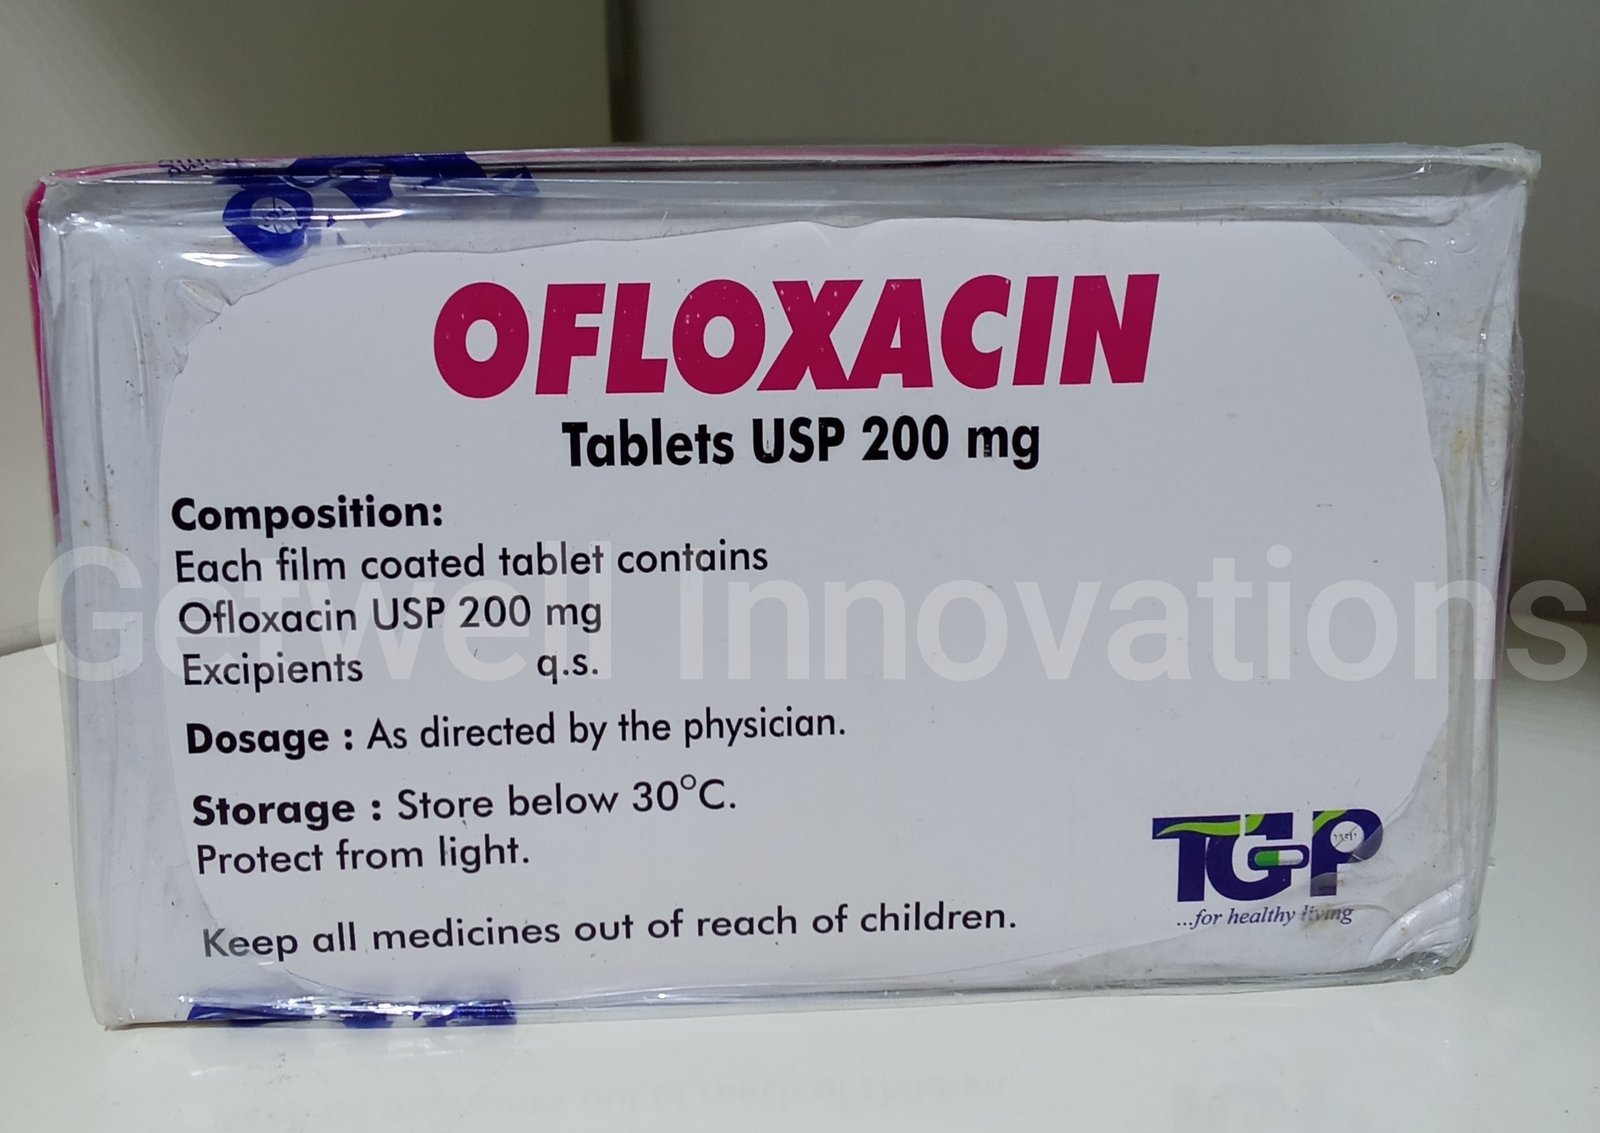 OFLOXACIN
Tablets USP 200 mg
Composition:
Each film coated tablet contains
Ofloxacin USP 200 mg
Excipients q.s.
Dosage : As directed by the physician.
Storage : Store below 30°C.
Protect from light.
Keep all medicines out of reach of children.
TGP
...for healthy living
Getwell Innovations